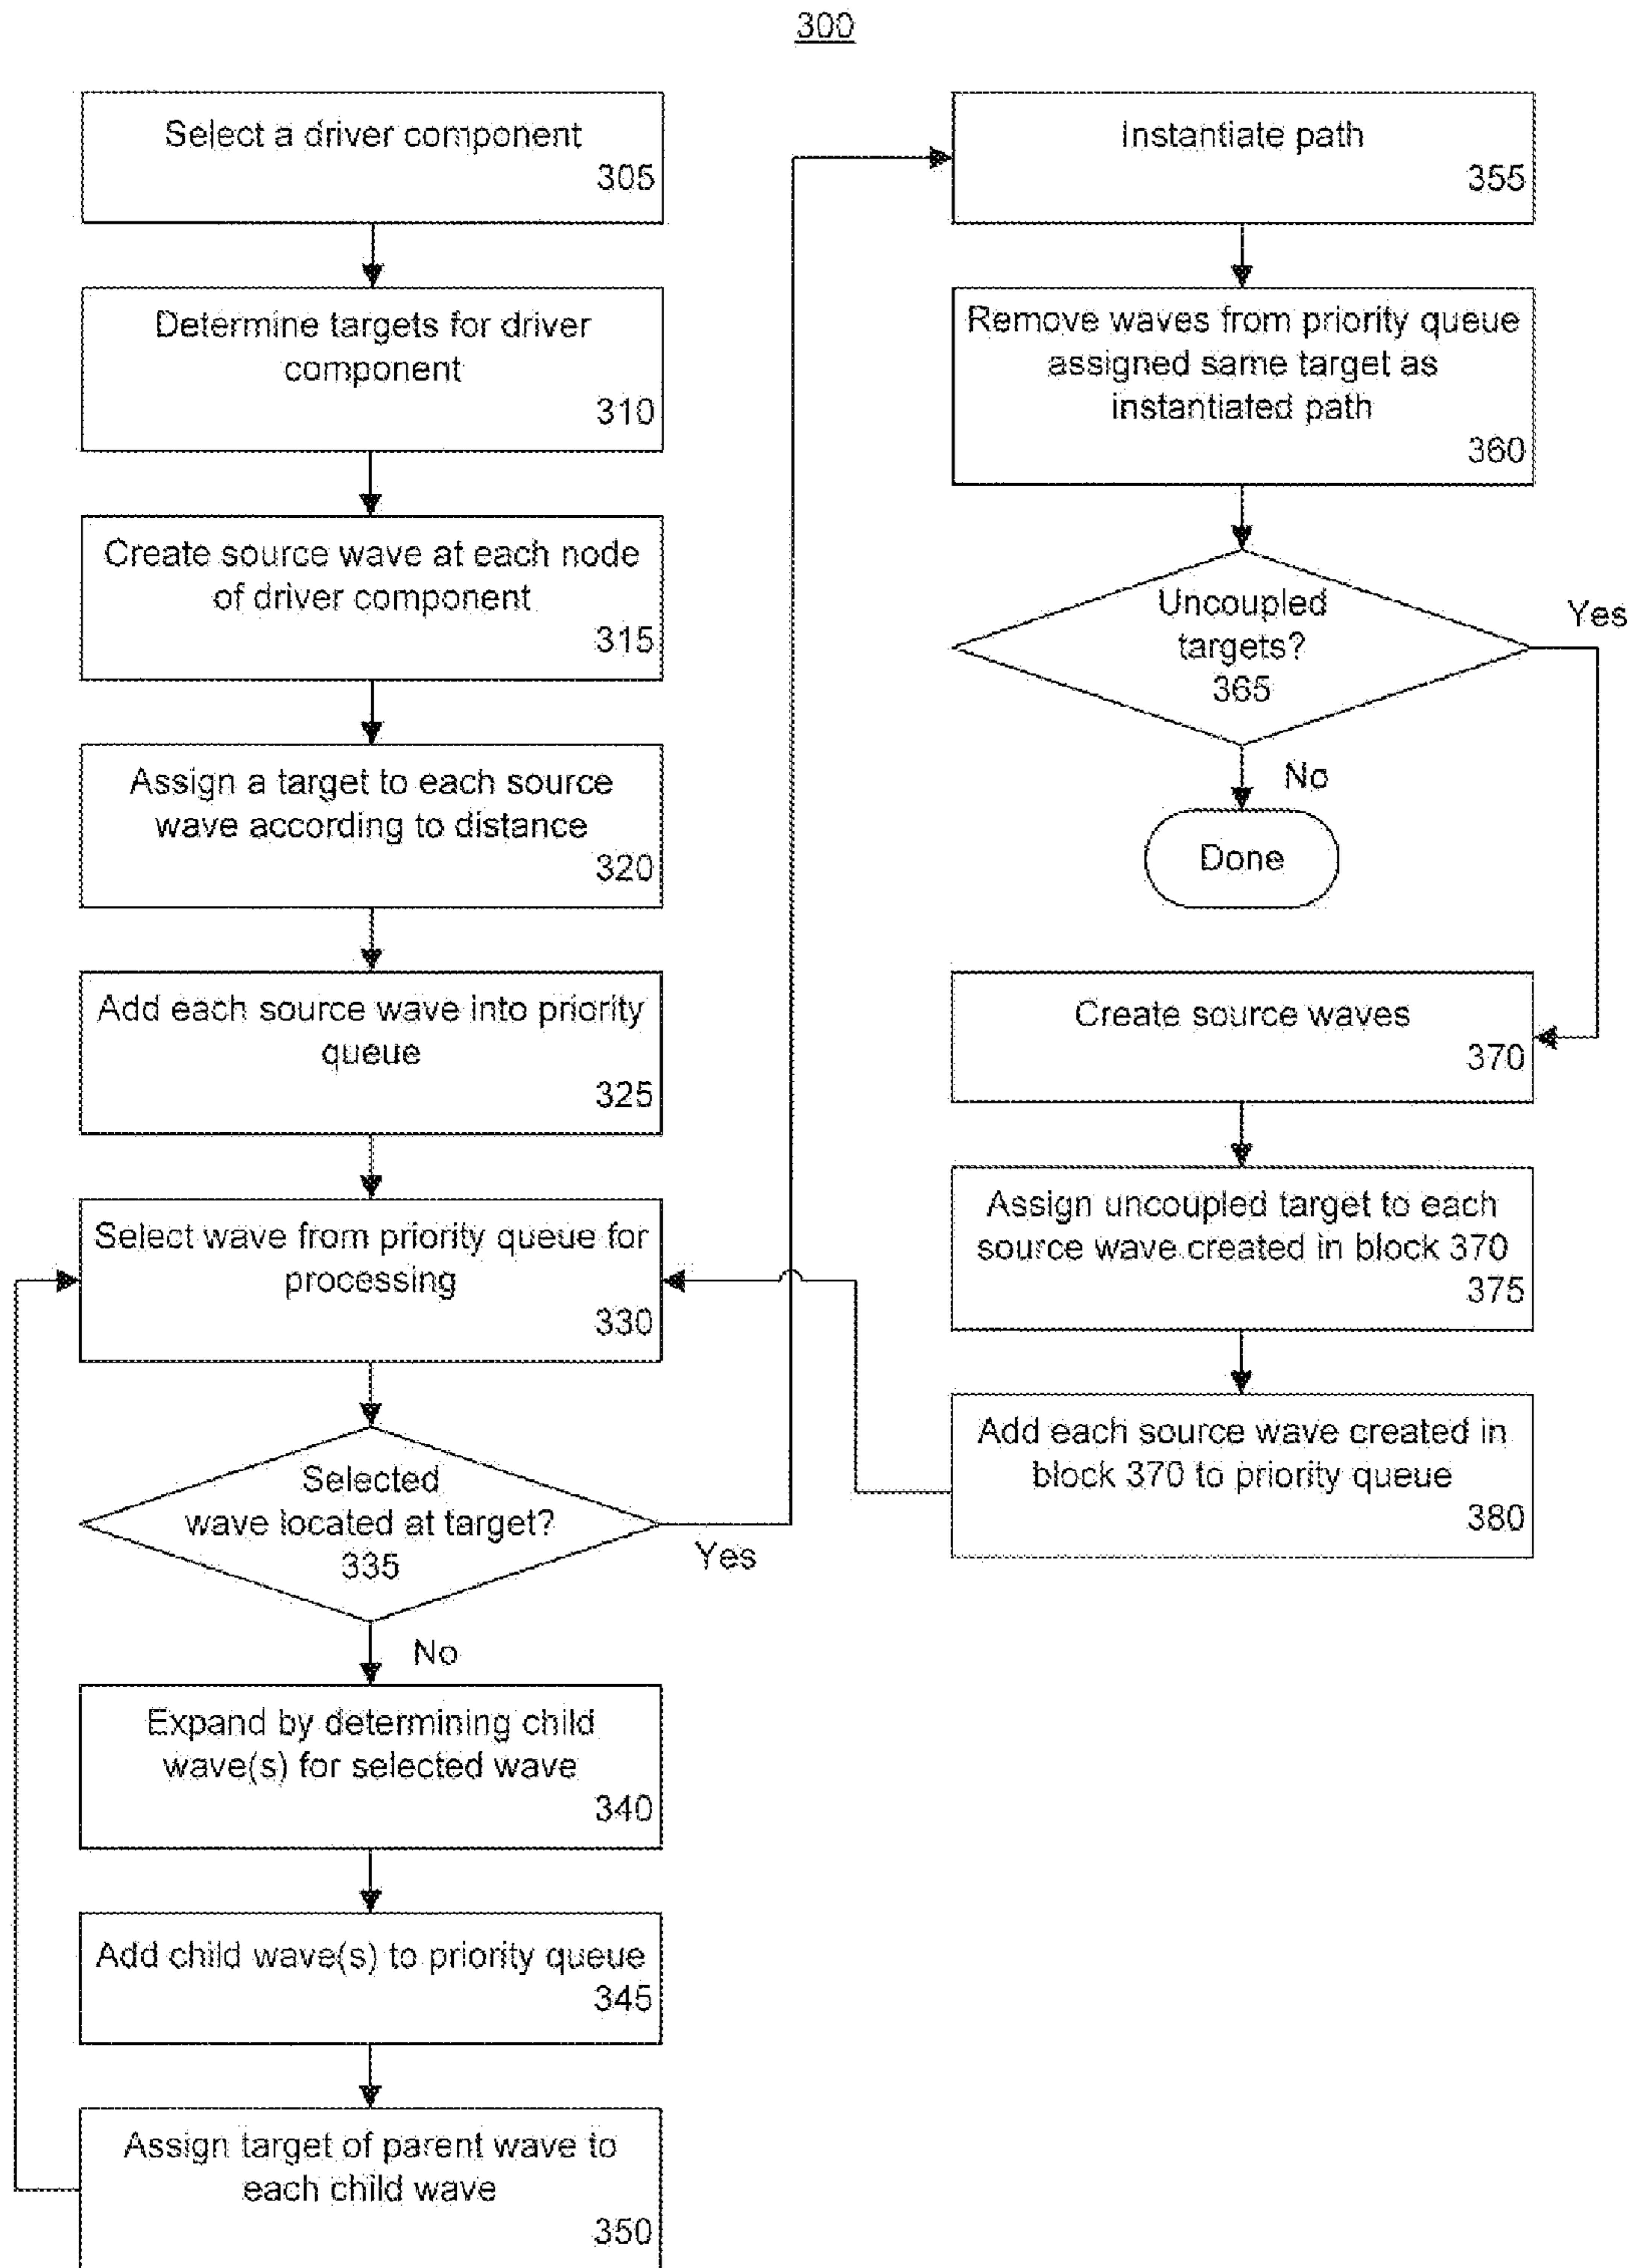 300
Select a driver component
305
Determine targets for driver
component
310
Create source wave at each node
of driver component
315
Assign a target to each source
wave according to distance
320
Add each source wave into priority
queue
325
Select wave from priority queue for
processing
330
Selected
wave located at target?
335
Yes
No
Expand by determining child
wave(s) for selected wave
340
Add child wave(s) to priority queue
345
Assign target of parent wave to
each child wave
350
Instantiate path
355
Remove waves from priority queue
assigned same target as
instantiated path
360
Uncoupled
targets?
365
Yes
No
Done
Create source waves
370
Assign uncoupled target to each
source wave created in block 370
375
Add each source wave created in
block 370 to priority queue
380